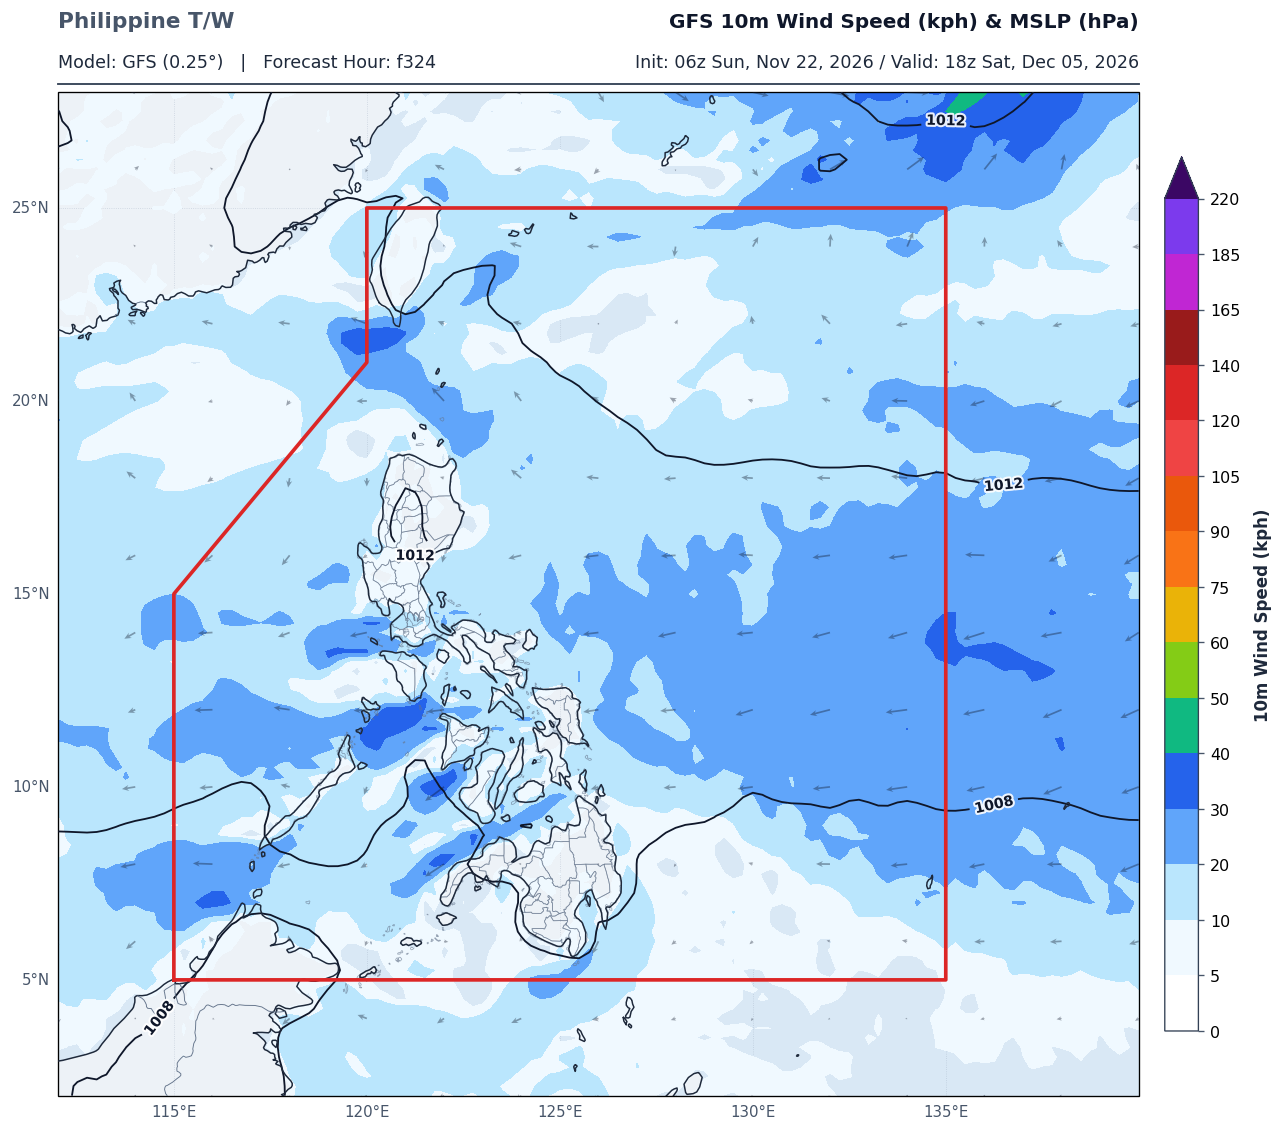 Philippine T/W
GFS 10m Wind Speed (kph) & MSLP (hPa)
Model: GFS (0.25°)   |   Forecast Hour: f324
Init: 06z Sun, Nov 22, 2026 / Valid: 18z Sat, Dec 05, 2026
1012
25°N
20°N
1012
1012
15°N
10°N
1008
5°N
1008
115°E
120°E
125°E
130°E
135°E
220
185
165
140
120
105
90
75
60
50
40
30
20
10
5
0
10m Wind Speed (kph)